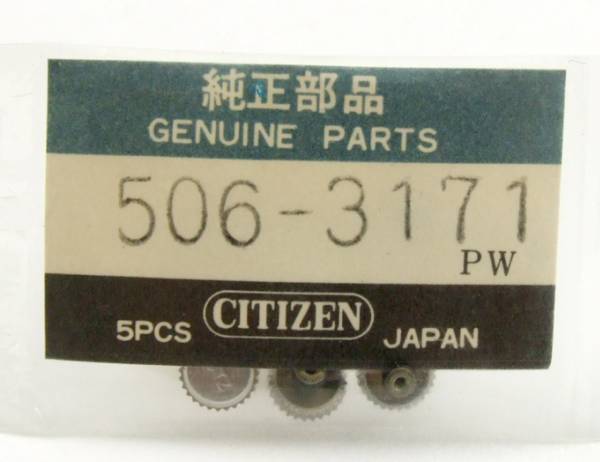 純正部品
GENUINE PARTS
506-3171
PW
5PCS CITIZEN JAPAN